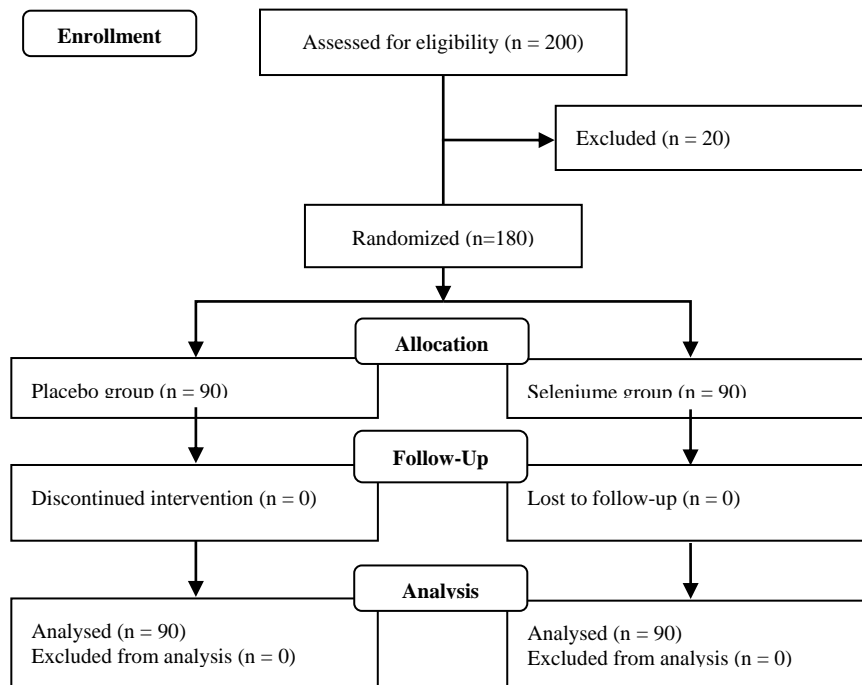 Enrollment
Assessed for eligibility (n = 200)
Excluded (n = 20)
Randomized (n=180)
Allocation
Placebo group (n = 90)
Seleniume group (n = 90)
Follow-Up
Discontinued intervention (n = 0)
Lost to follow-up (n = 0)
Analysis
Analysed (n = 90)
Excluded from analysis (n = 0)
Analysed (n = 90)
Excluded from analysis (n = 0)